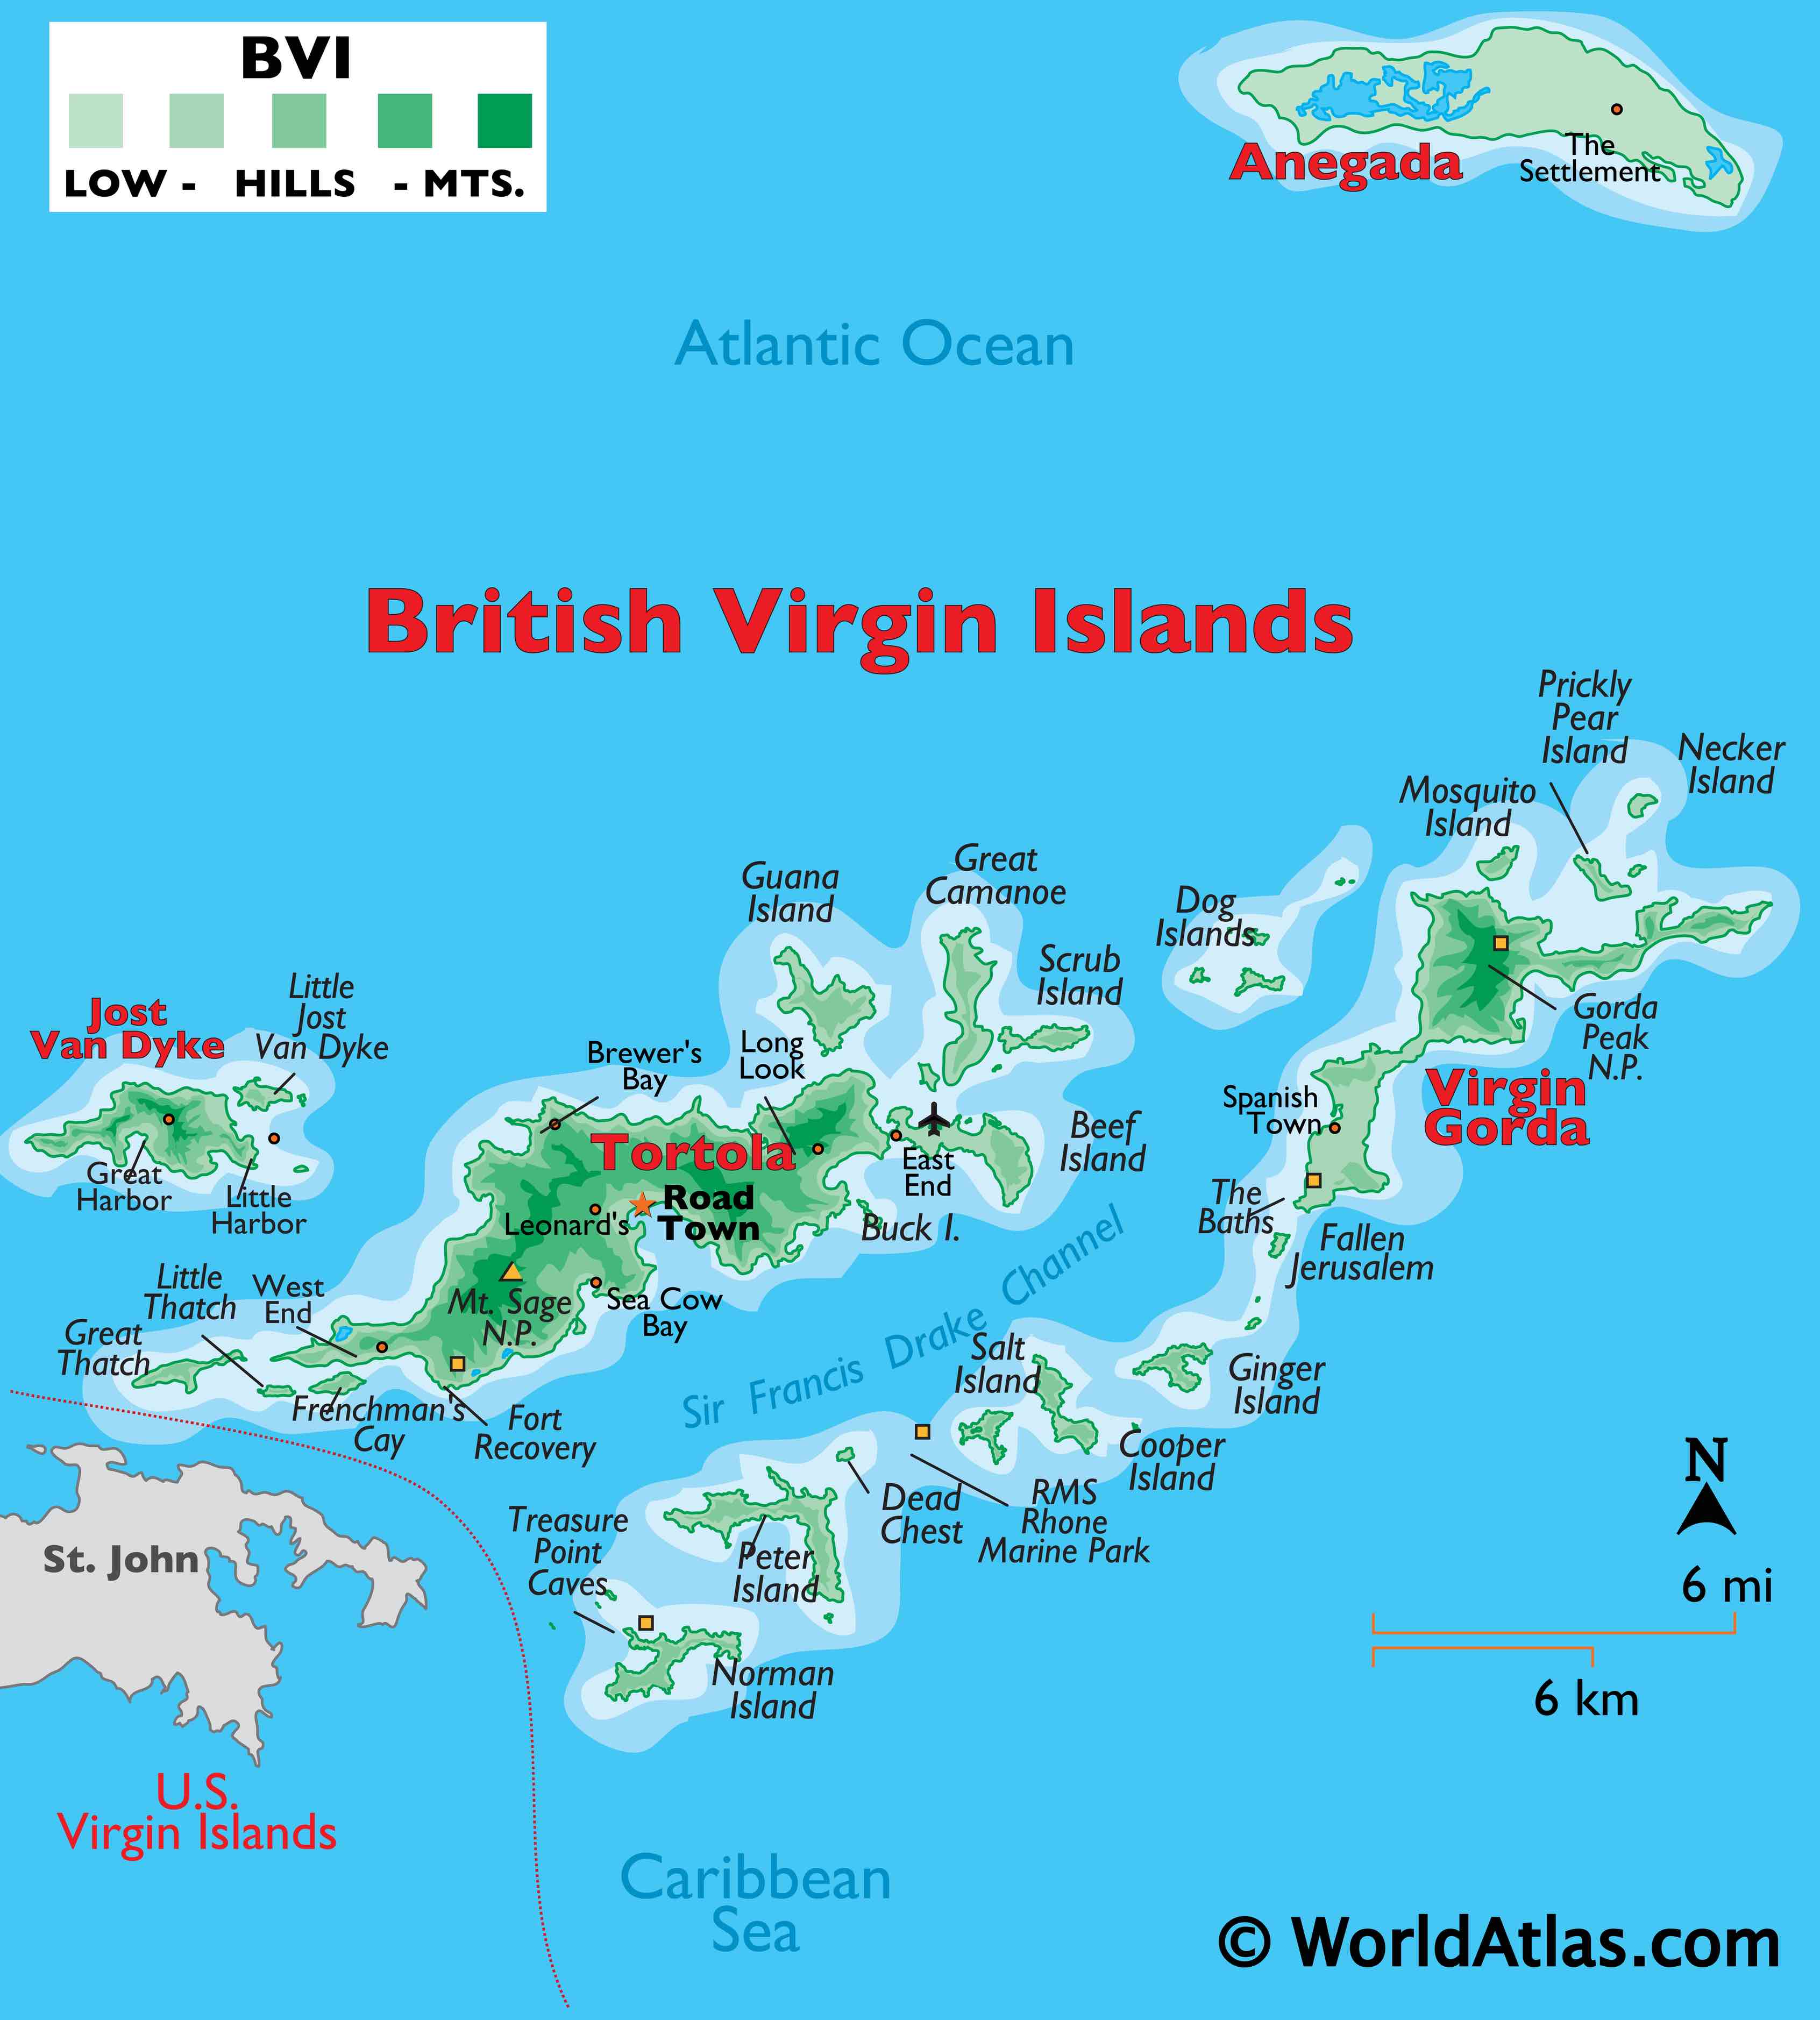 BVI
LOW - HILLS - MTS.
Anegada
The
Settlement
Atlantic Ocean
British Virgin Islands
Prickly
Pear
Island
Necker
Island
Mosquito
Island
Guana
Island
Great
Camanoe
Dog
Islands
Scrub
Island
Gorda
Peak
N.P.
Virgin
Gorda
Jost
Van Dyke
Little
Jost
Van Dyke
Brewer's
Bay
Long
Look
Tortola
Spanish
Town
Beef
Island
East
End
Great
Harbor
Little
Harbor
Road
Town
Leonard's
Buck I.
The
Baths
Fallen
Jerusalem
Little
Thatch
West
End
Mt. Sage
N.P.
Sea Cow
Bay
Great
Thatch
Sir Francis Drake Channel
Salt
Island
Ginger
Island
Frenchman's
Cay
Fort
Recovery
Cooper
Island
Dead
Chest
RMS
Rhone
Marine Park
Treasure
Point
Caves
Peter
Island
St. John
Norman
Island
N
6 mi
6 km
U.S.
Virgin Islands
Caribbean
Sea
© WorldAtlas.com